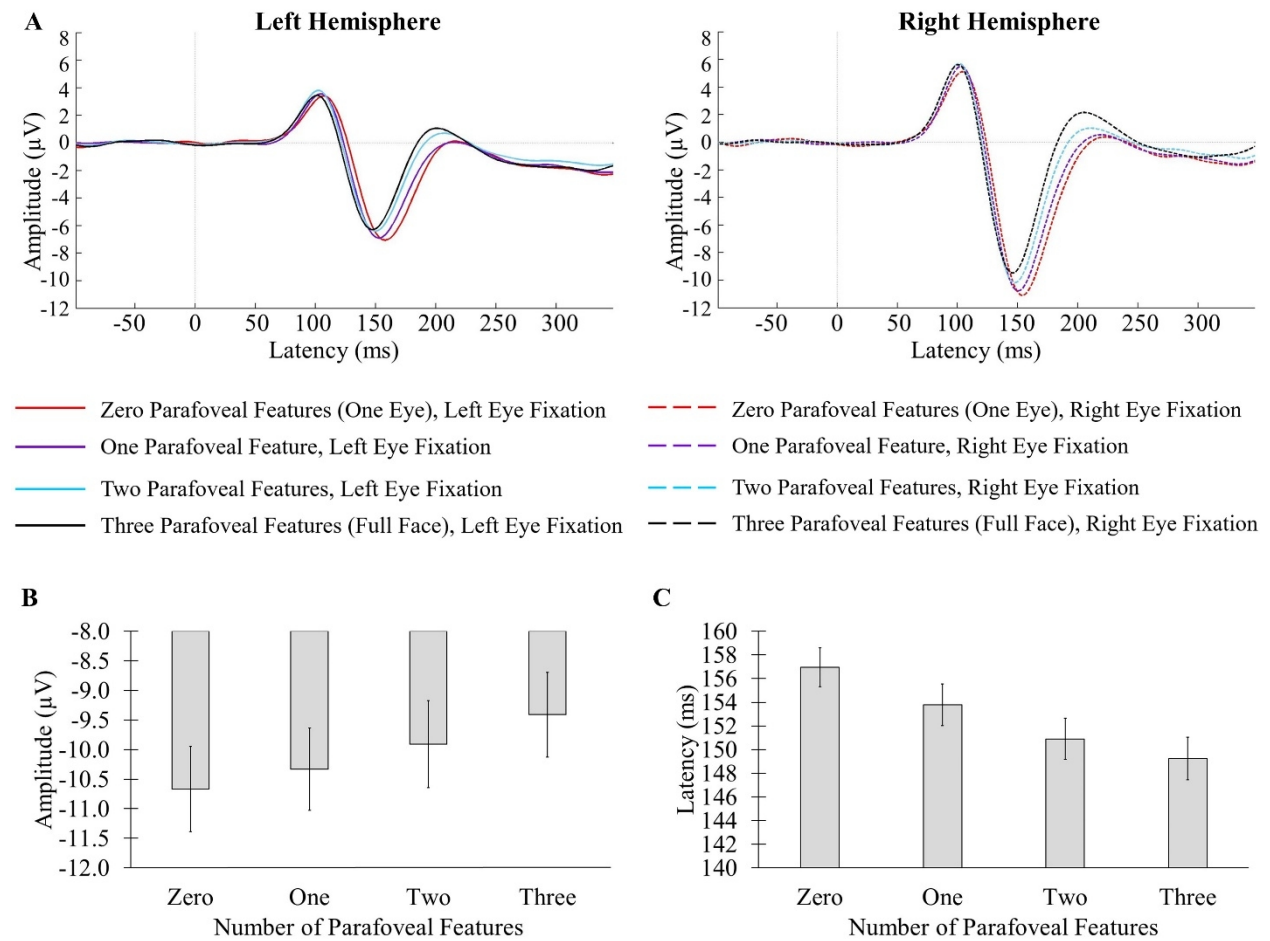 A
Left Hemisphere
Right Hemisphere
8
6
4
2
0
-2
-4
-6
-8
-10
-12
Amplitude (µV)
-50 0 50 100 150 200 250 300
Latency (ms)
8
6
4
2
0
-2
-4
-6
-8
-10
-12
Amplitude (µV)
-50 0 50 100 150 200 250 300
Latency (ms)
Zero Parafoveal Features (One Eye), Left Eye Fixation
One Parafoveal Feature, Left Eye Fixation
Two Parafoveal Features, Left Eye Fixation
Three Parafoveal Features (Full Face), Left Eye Fixation
Zero Parafoveal Features (One Eye), Right Eye Fixation
One Parafoveal Feature, Right Eye Fixation
Two Parafoveal Features, Right Eye Fixation
Three Parafoveal Features (Full Face), Right Eye Fixation
B
-8.0
-8.5
-9.0
-9.5
-10.0
-10.5
-11.0
-11.5
-12.0
Amplitude (µV)
Zero One Two Three
Number of Parafoveal Features
C
160
158
156
154
152
150
148
146
144
142
140
Latency (ms)
Zero One Two Three
Number of Parafoveal Features